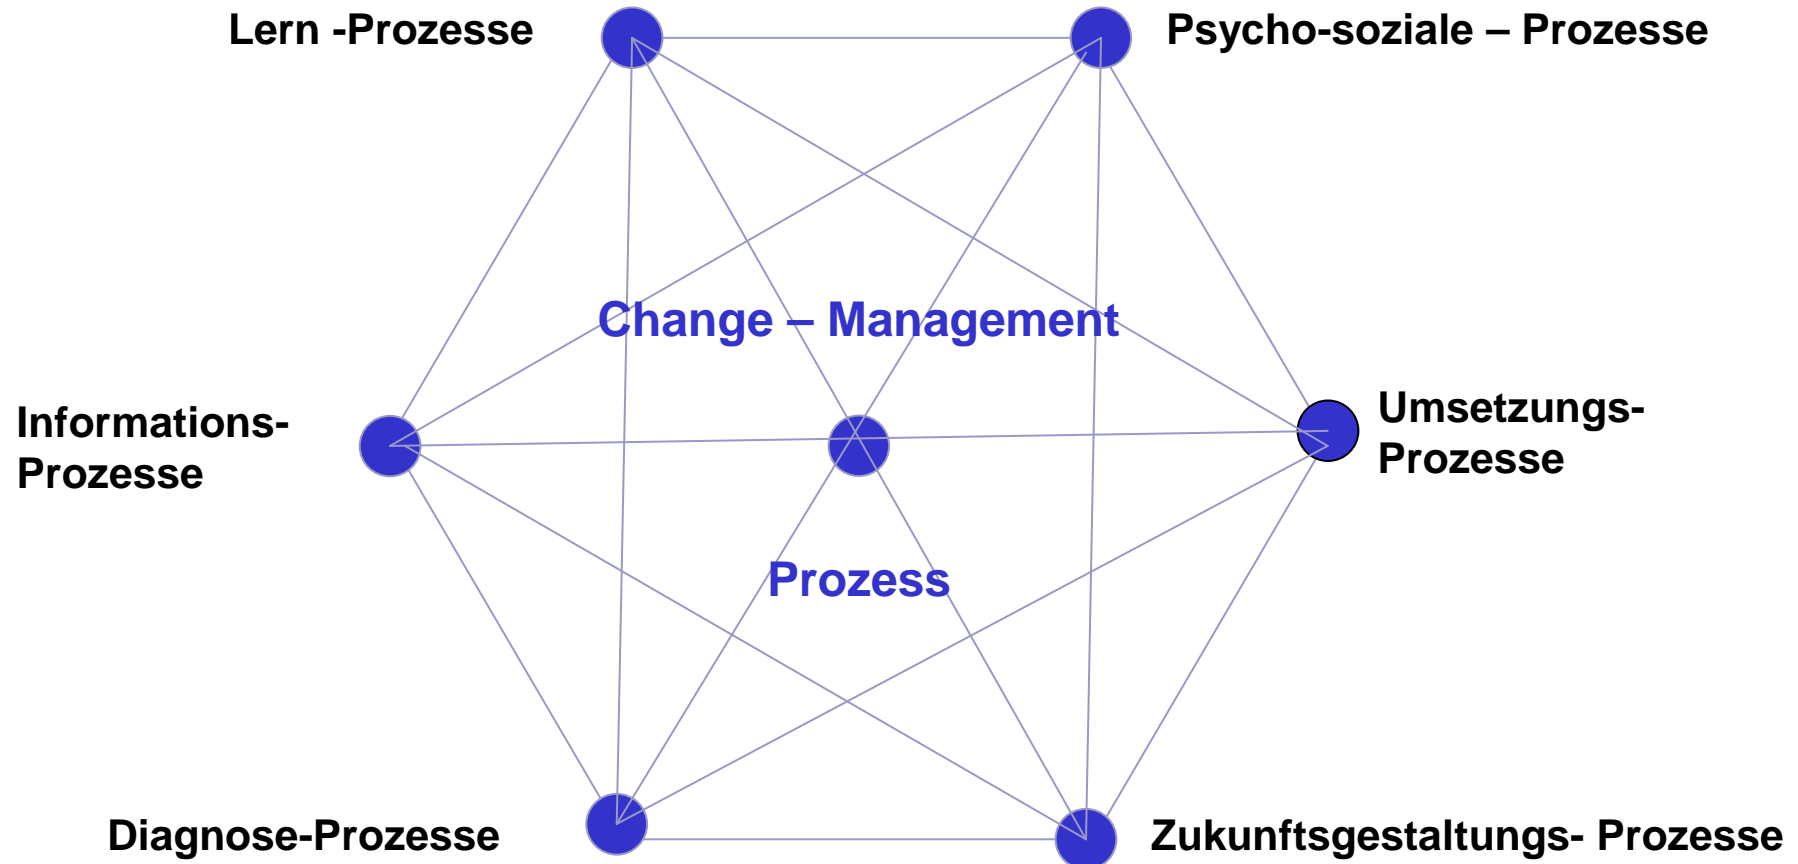 Lern -Prozesse
Psycho-soziale – Prozesse
Change – Management
Informations-
Prozesse
Umsetzungs-
Prozesse
Prozess
Diagnose-Prozesse
Zukunftsgestaltungs- Prozesse